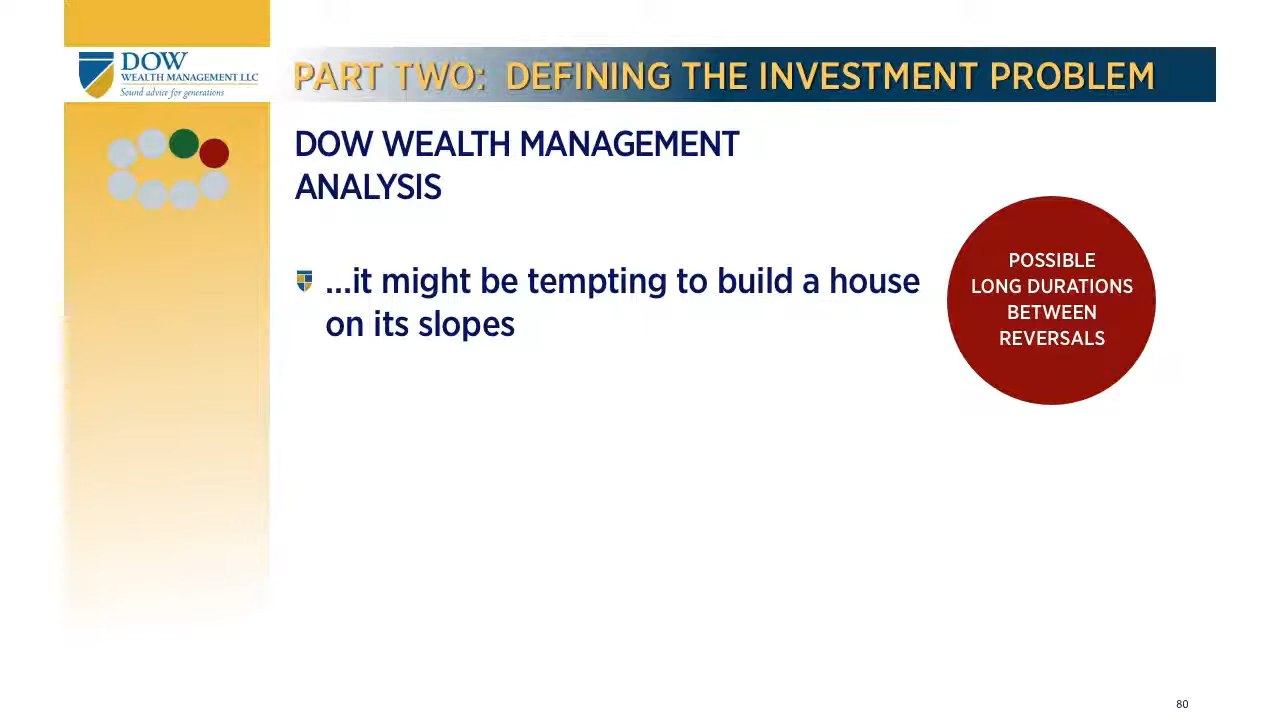 DOW
WEALTH MANAGEMENT LLC
Sound advice for generations
PART TWO: DEFINING THE INVESTMENT PROBLEM
DOW WEALTH MANAGEMENT
ANALYSIS
...it might be tempting to build a house
on its slopes
POSSIBLE
LONG DURATIONS
BETWEEN
REVERSALS
80